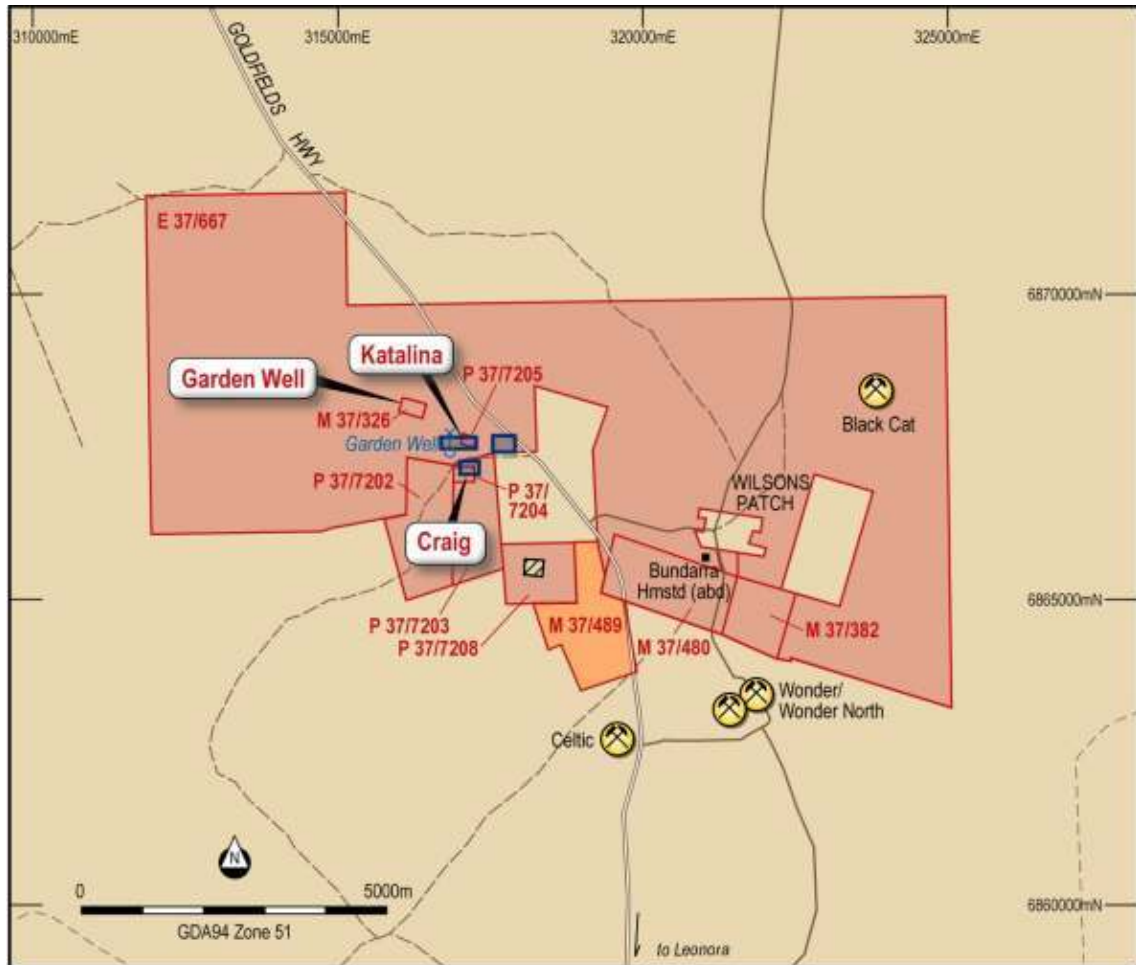 310000mE
315000mE
320000mE
325000mE
GOLDFIELDS HWY
E 37/667
6870000mN
Katalina
Garden Well
P 37/7205
M 37/326
Black Cat
Garden Well
P 37/7202
P 37/
7204
WILSONS
PATCH
Craig
Bundarra
Hmstd (abd)
6865000mN
P 37/7203
M 37/489
M 37/480
M 37/382
P 37/7208
Wonder/
Wonder North
Celtic
N
0
5000m
6860000mN
GDA94 Zone 51
to Leonora